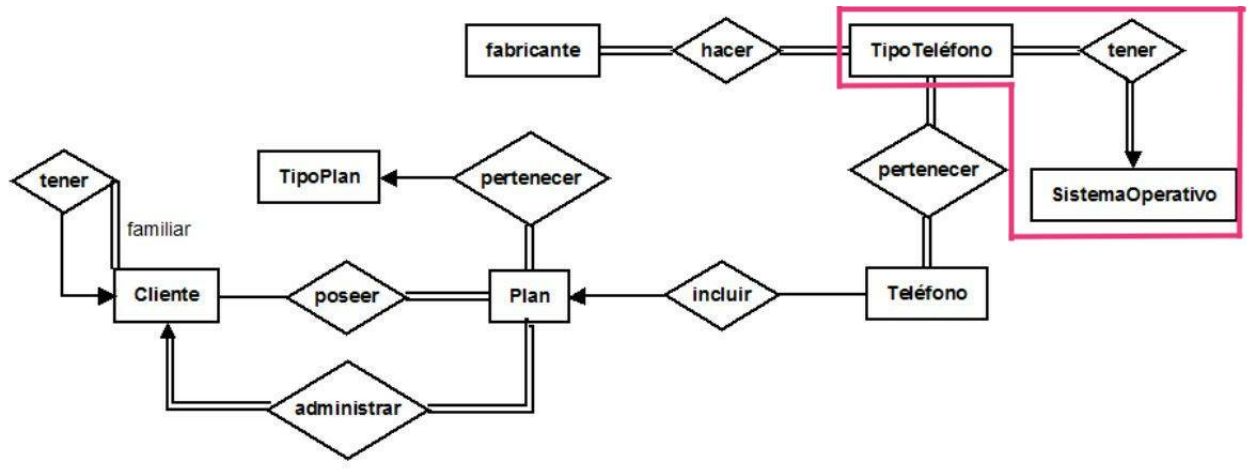 fabricante
hacer
TipoTeléfono
tener
TipoPlan
pertenecer
pertenecer
tener
SistemaOperativo
familiar
Cliente
poseer
Plan
incluir
Teléfono
administrar